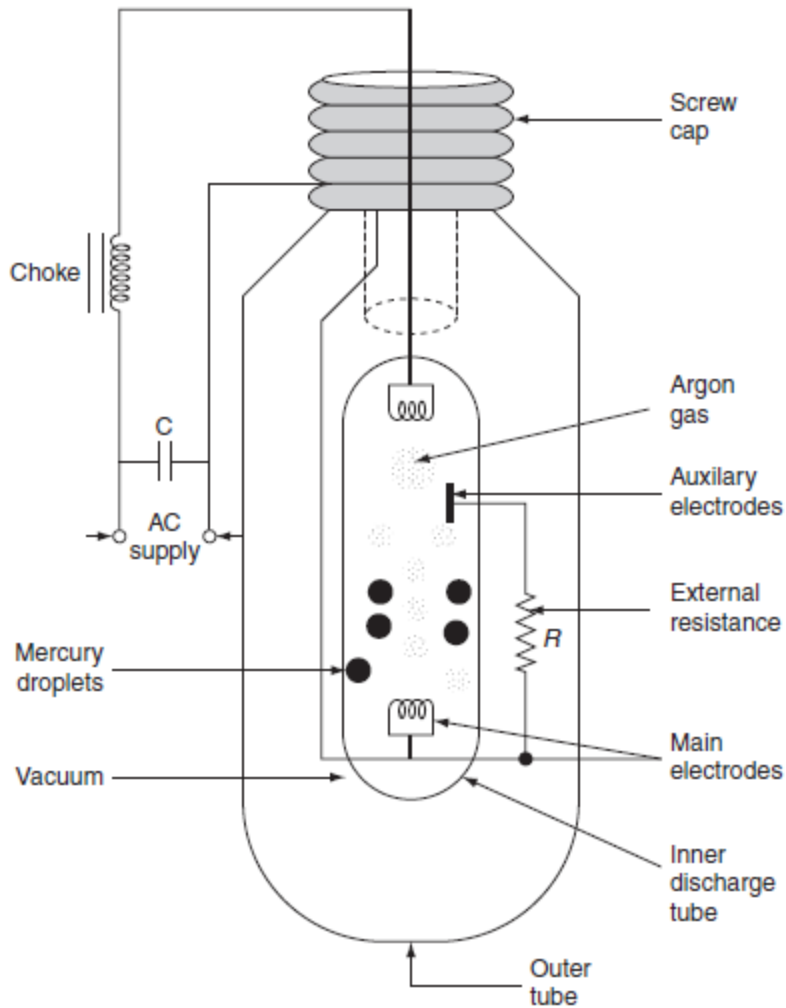 Screw
cap
Choke
Argon
gas
C
Auxilary
electrodes
AC
supply
External
resistance
R
Mercury
droplets
Main
electrodes
Vacuum
Inner
discharge
tube
Outer
tube